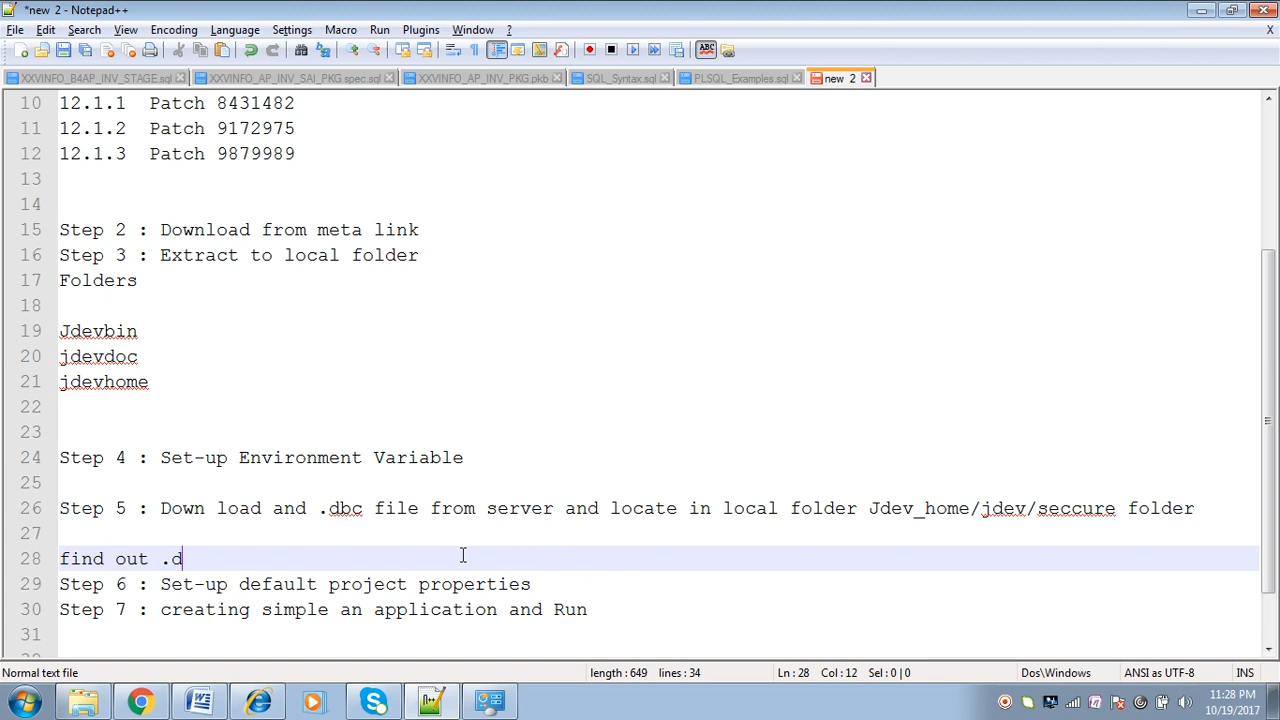 *new 2 - Notepad++
File Edit Search View Encoding Language Settings Macro Run Plugins Window ? X
XXVINFO_B4AP_INV_STAGE.sql XXVINFO_AP_INV_SAI_PKG spec.sql XXVINFO_AP_INV_PKG.pkb SQL_Syntax.sql PLSQL_Examples.sql new 2
10 12.1.1 Patch 8431482
11 12.1.2 Patch 9172975
12 12.1.3 Patch 9879989
13
14
15 Step 2 : Download from meta link
16 Step 3 : Extract to local folder
17 Folders
18
19 Jdevbin
20 jdevdoc
21 jdevhome
22
23
24 Step 4 : Set-up Environment Variable
25
26 Step 5 : Down load and .dbc file from server and locate in local folder Jdev_home/jdev/seccure folder
27
28 find out .d
29 Step 6 : Set-up default project properties
30 Step 7 : creating simple an application and Run
31
Normal text file length : 649 lines : 34 Ln : 28 Col : 12 Sel : 0 | 0 Dos\Windows ANSI as UTF-8 INS
11:28 PM
10/19/2017